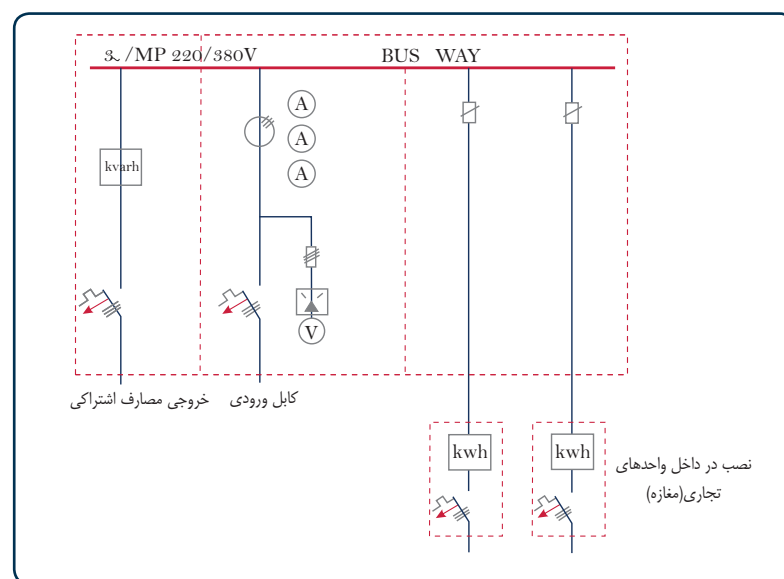 3~/MP 220/380V
BUS WAY
A
A
A
kvarh
V
خروجی مصارف اشتراکی
کابل ورودی
kwh
kwh
نصب در داخل واحدهای
تجاری(مغازه)